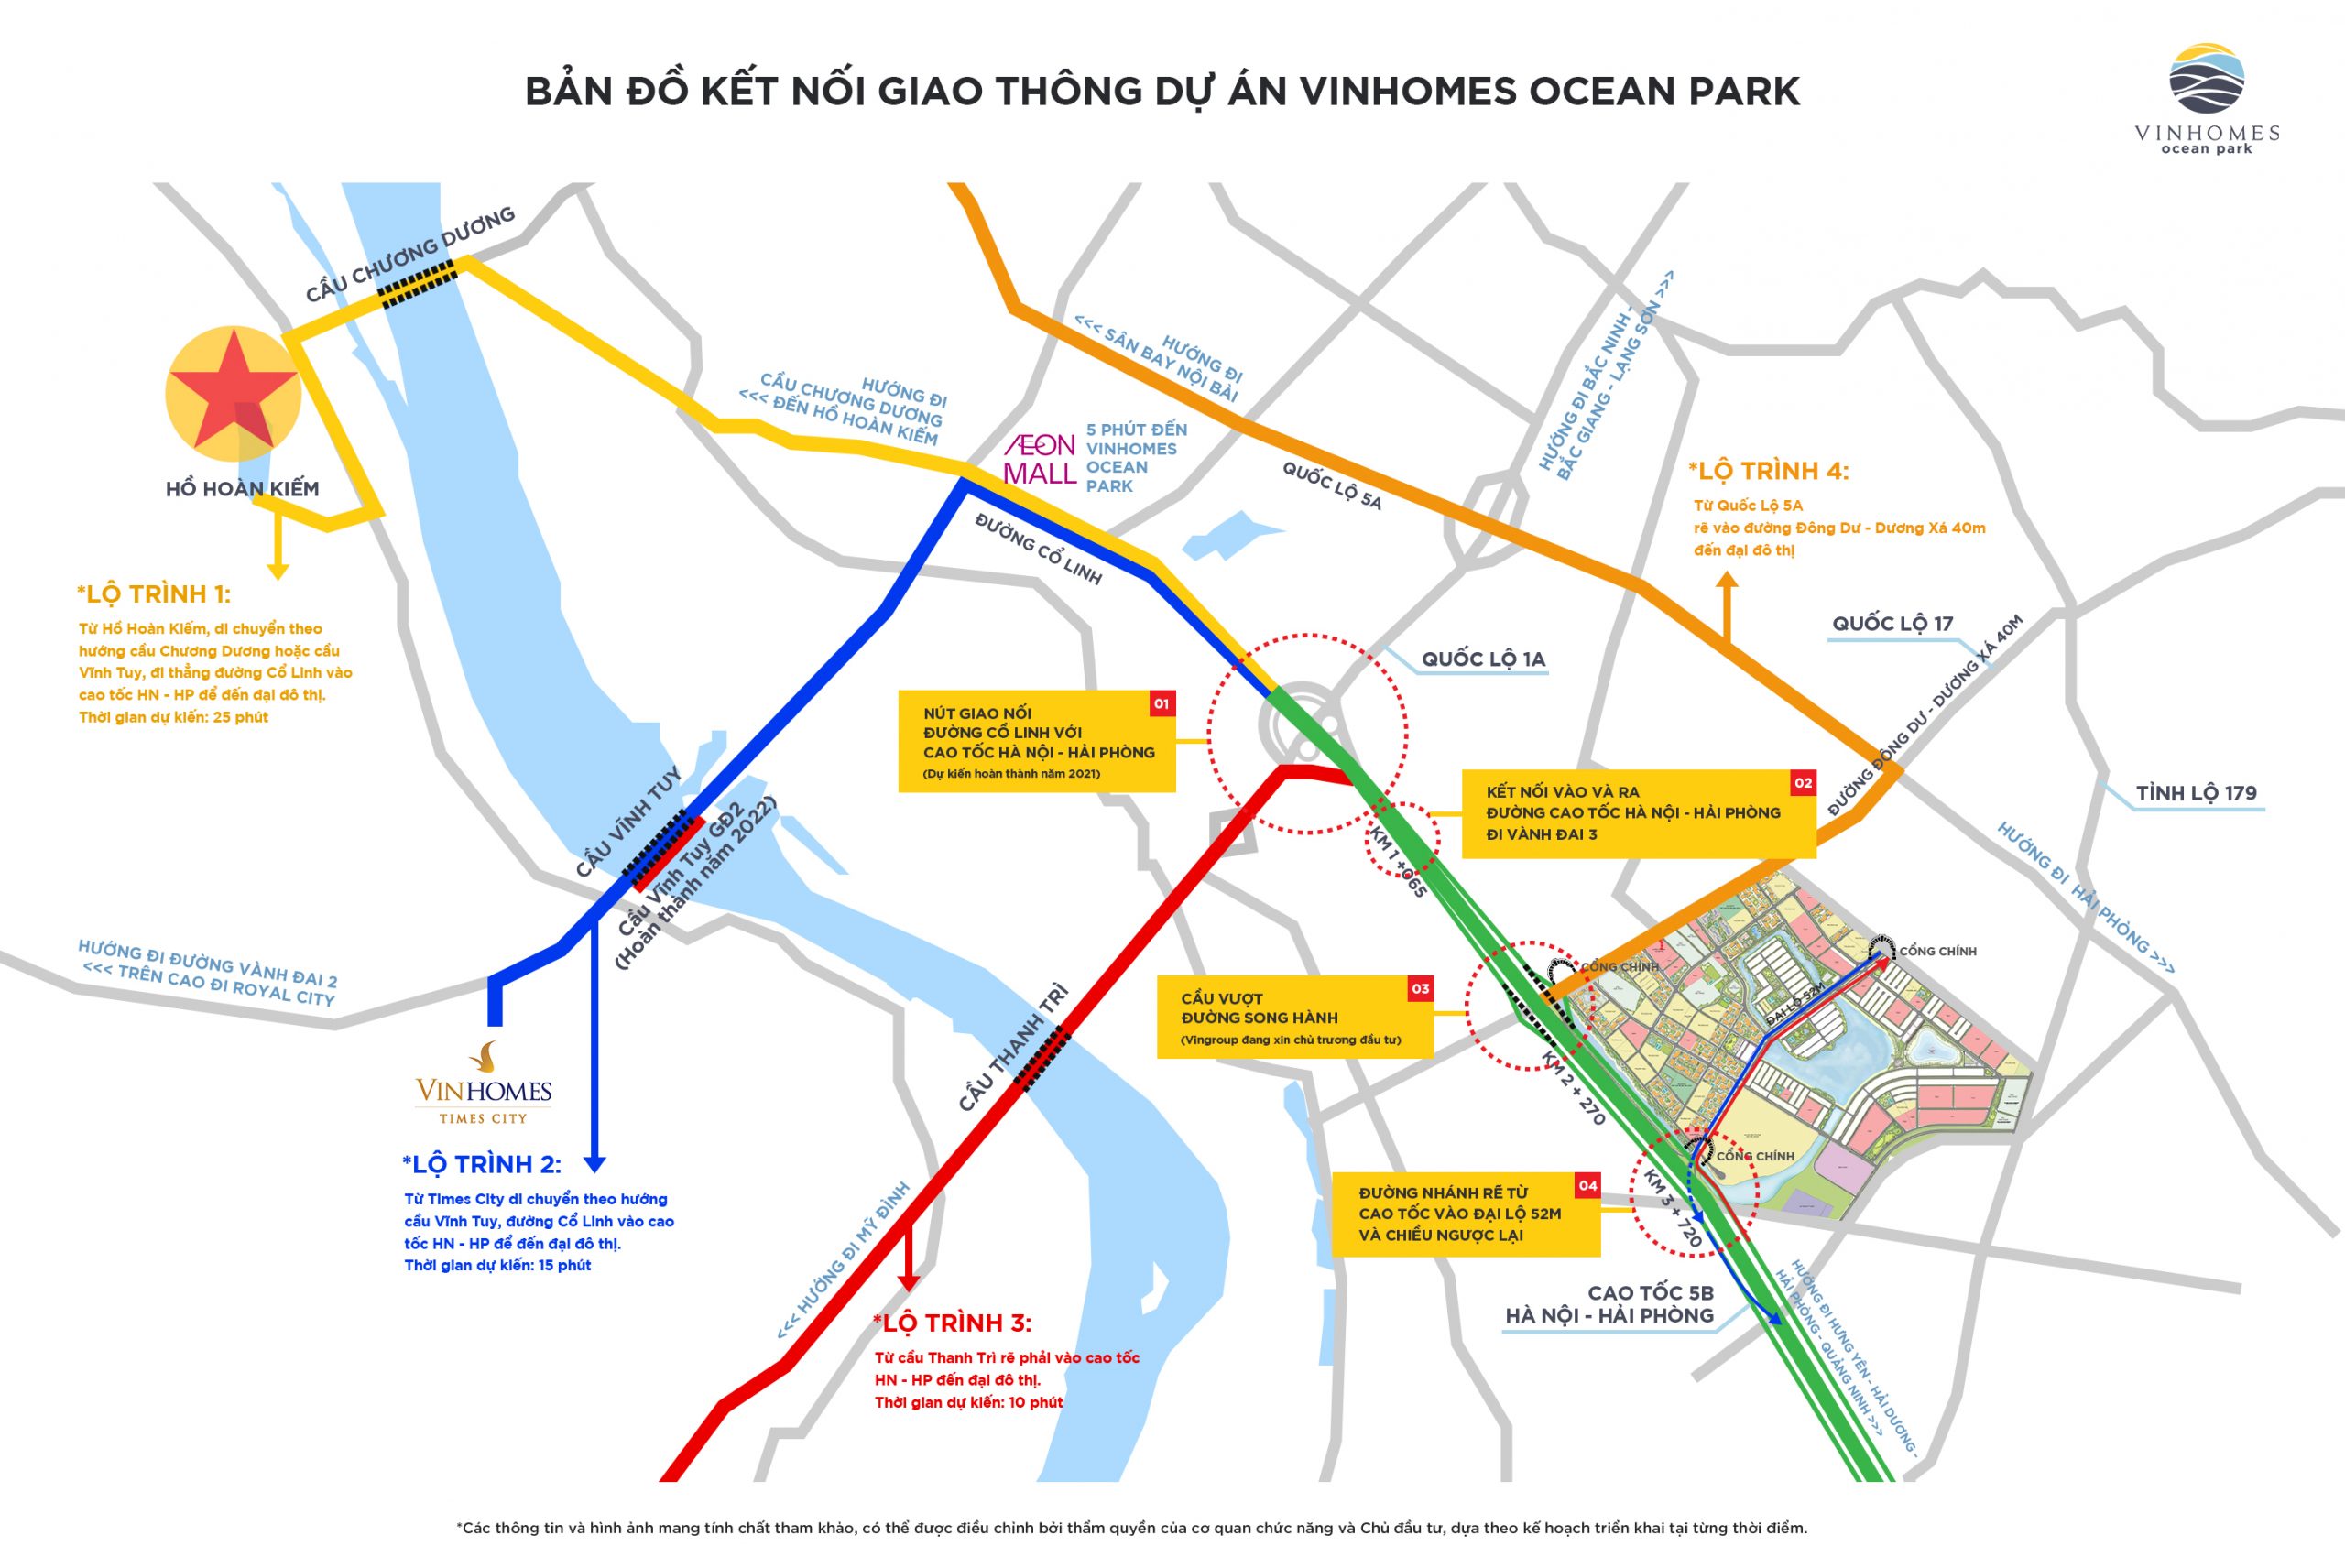 BẢN ĐỒ KẾT NỐI GIAO THÔNG DỰ ÁN VINHOMES OCEAN PARK
VINHOMES
ocean park
CẦU CHƯƠNG DƯƠNG
HỒ HOÀN KIẾM
*LỘ TRÌNH 1:
Từ Hồ Hoàn Kiếm, di chuyển theo
hướng cầu Chương Dương hoặc cầu
Vĩnh Tuy, đi thẳng đường Cổ Linh vào
cao tốc HN - HP để đến đại đô thị.
Thời gian dự kiến: 25 phút
HƯỚNG ĐI
CẦU CHƯƠNG DƯƠNG
<<< ĐẾN HỒ HOÀN KIẾM
ÆON
MALL
5 PHÚT ĐẾN
VINHOMES
OCEAN
PARK
ĐƯỜNG CỔ LINH
HƯỚNG ĐI
<<< SÂN BAY NỘI BÀI
QUỐC LỘ 5A
HƯỚNG ĐI BẮC NINH -
BẮC GIANG - LẠNG SƠN >>>
*LỘ TRÌNH 4:
Từ Quốc Lộ 5A
rẽ vào đường Đông Dư - Dương Xá 40m
đến đại đô thị
QUỐC LỘ 17
QUỐC LỘ 1A
ĐƯỜNG ĐÔNG DƯ - DƯƠNG XÁ 40M
TỈNH LỘ 179
HƯỚNG ĐI HẢI PHÒNG >>>
01
NÚT GIAO NỐI
ĐƯỜNG CỔ LINH VỚI
CAO TỐC HÀ NỘI - HẢI PHÒNG
(Dự kiến hoàn thành năm 2021)
02
KẾT NỐI VÀO VÀ RA
ĐƯỜNG CAO TỐC HÀ NỘI - HẢI PHÒNG
ĐI VÀNH ĐAI 3
KM 1 +065
CẦU VĨNH TUY
Cầu Vĩnh Tuy GĐ2
(Hoàn thành năm 2022)
HƯỚNG ĐI ĐƯỜNG VÀNH ĐAI 2
<<< TRÊN CAO ĐI ROYAL CITY
VINHOMES
TIMES CITY
*LỘ TRÌNH 2:
Từ Times City di chuyển theo hướng
cầu Vĩnh Tuy, đường Cổ Linh vào cao
tốc HN - HP để đến đại đô thị.
Thời gian dự kiến: 15 phút
CẦU THANH TRÌ
<<< HƯỚNG ĐI MỸ ĐÌNH
*LỘ TRÌNH 3:
Từ cầu Thanh Trì rẽ phải vào cao tốc
HN - HP đến đại đô thị.
Thời gian dự kiến: 10 phút
03
CẦU VƯỢT
ĐƯỜNG SONG HÀNH
(Vingroup đang xin chủ trương đầu tư)
KM 2 + 270
CỔNG CHÍNH
CỔNG CHÍNH
ĐẠI LỘ 52M
CỔNG CHÍNH
04
ĐƯỜNG NHÁNH RẼ TỪ
CAO TỐC VÀO ĐẠI LỘ 52M
VÀ CHIỀU NGƯỢC LẠI
KM 3 + 720
CAO TỐC 5B
HÀ NỘI - HẢI PHÒNG
HƯỚNG ĐI HƯNG YÊN - HẢI DƯƠNG -
HẢI PHÒNG - QUẢNG NINH >>>
*Các thông tin và hình ảnh mang tính chất tham khảo, có thể được điều chỉnh bởi thẩm quyền của cơ quan chức năng và Chủ đầu tư, dựa theo kế hoạch triển khai tại từng thời điểm.